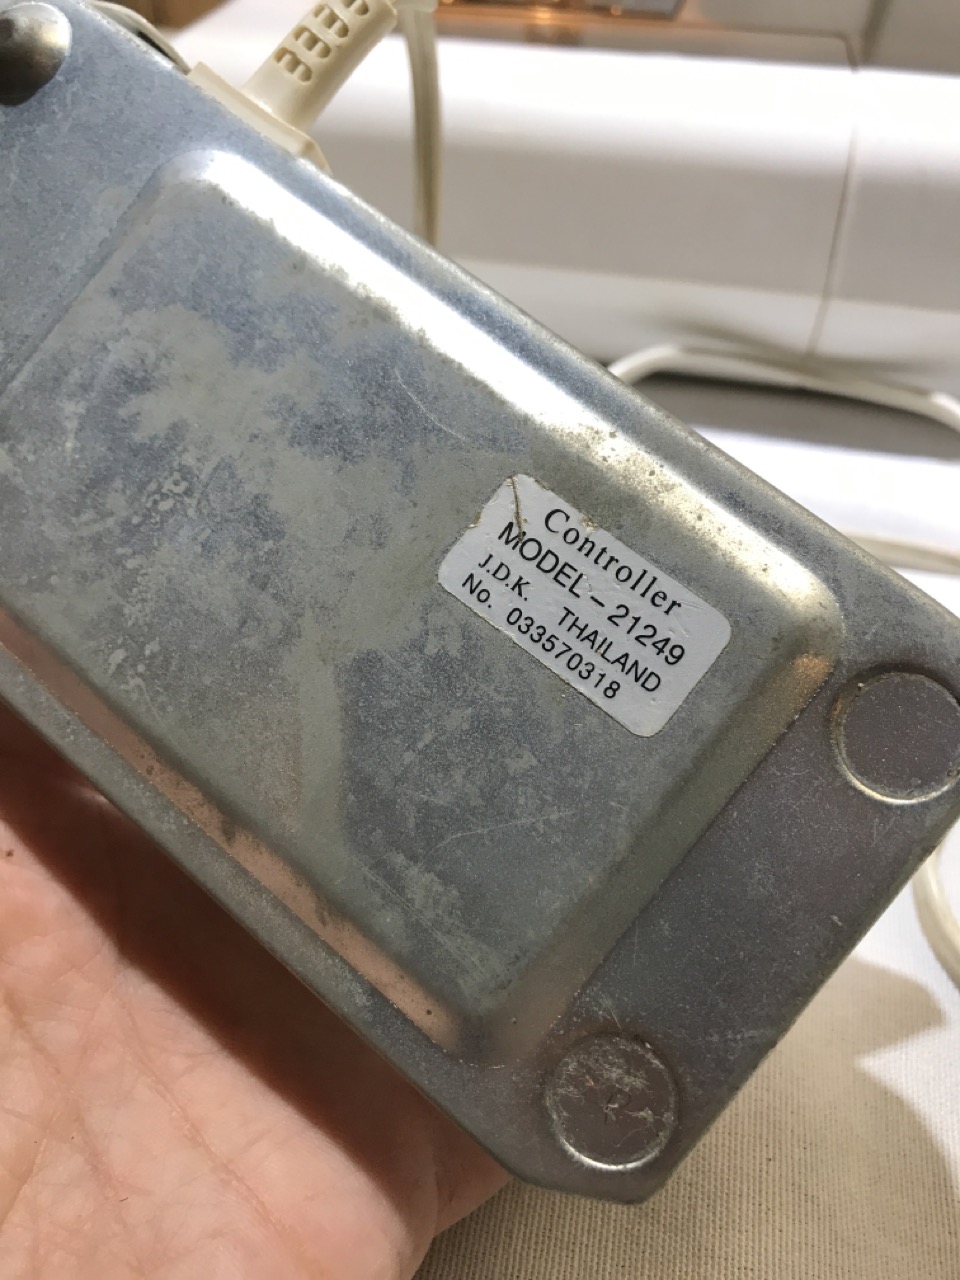 Controller
MODEL - 21249
J.D.K. THAILAND
No. 033570318